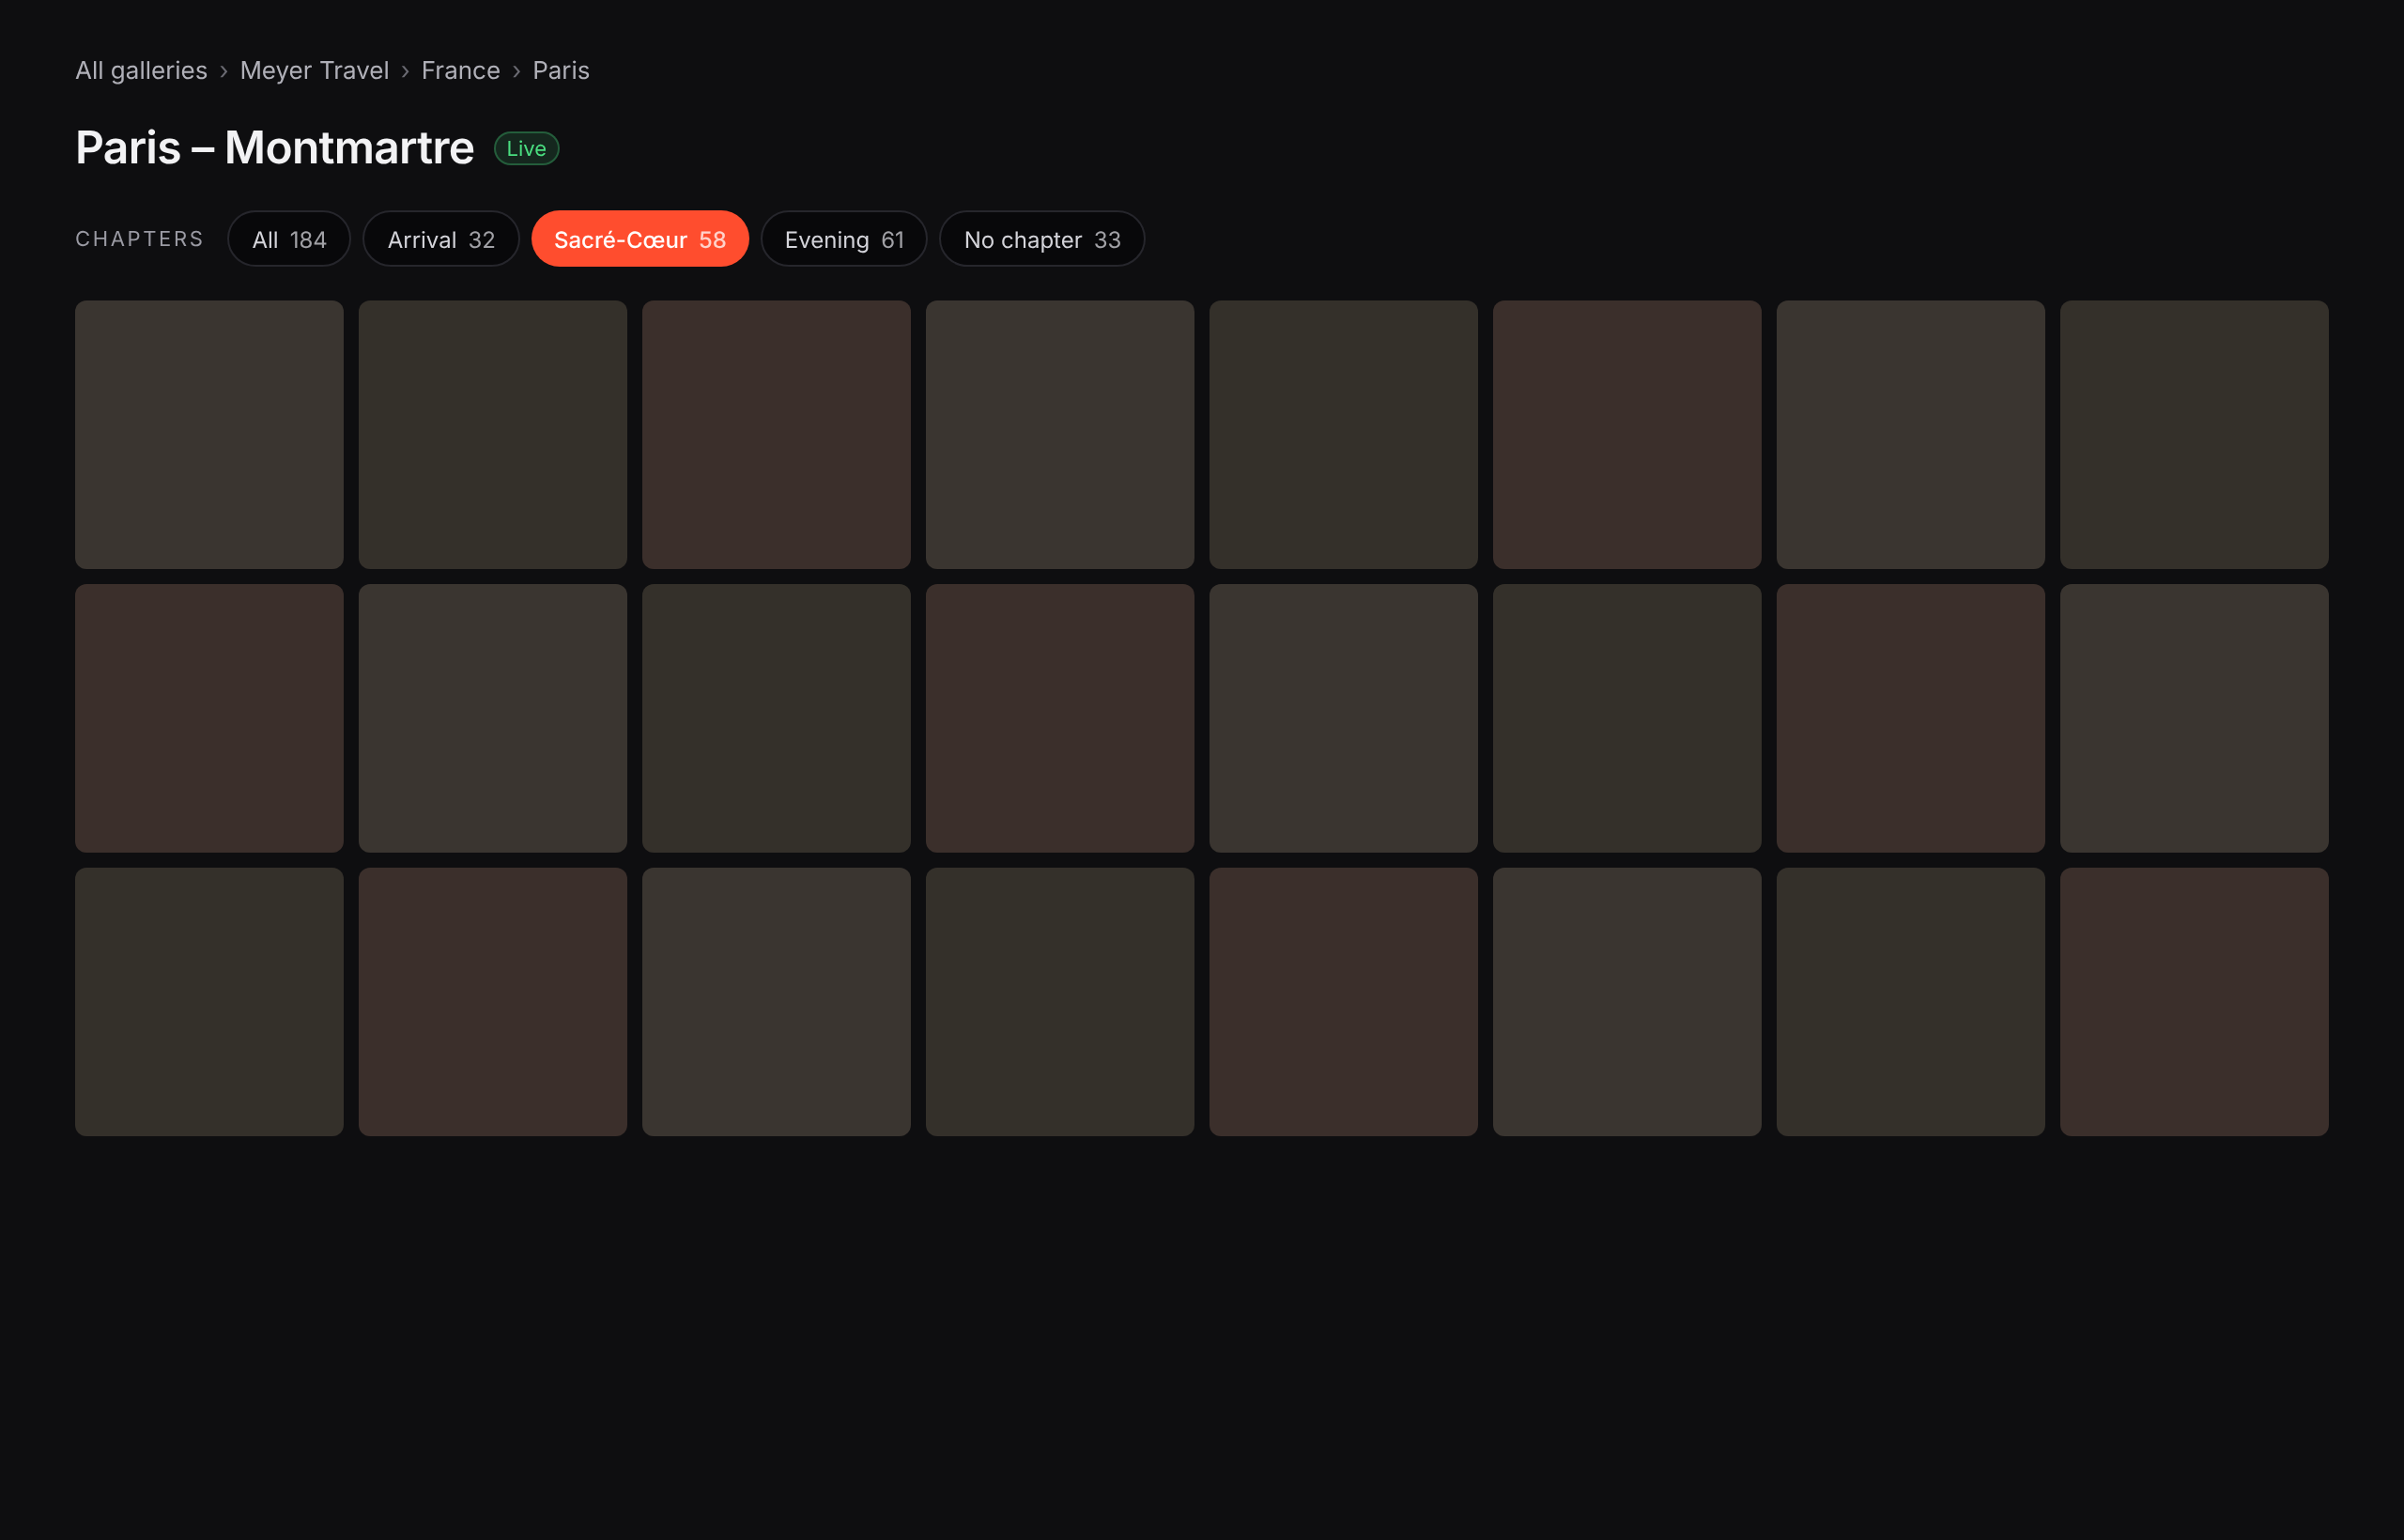 All galleries › Meyer Travel › France › Paris
Paris – Montmartre Live
CHAPTERS All 184 Arrival 32 Sacré-Cœur 58 Evening 61 No chapter 33